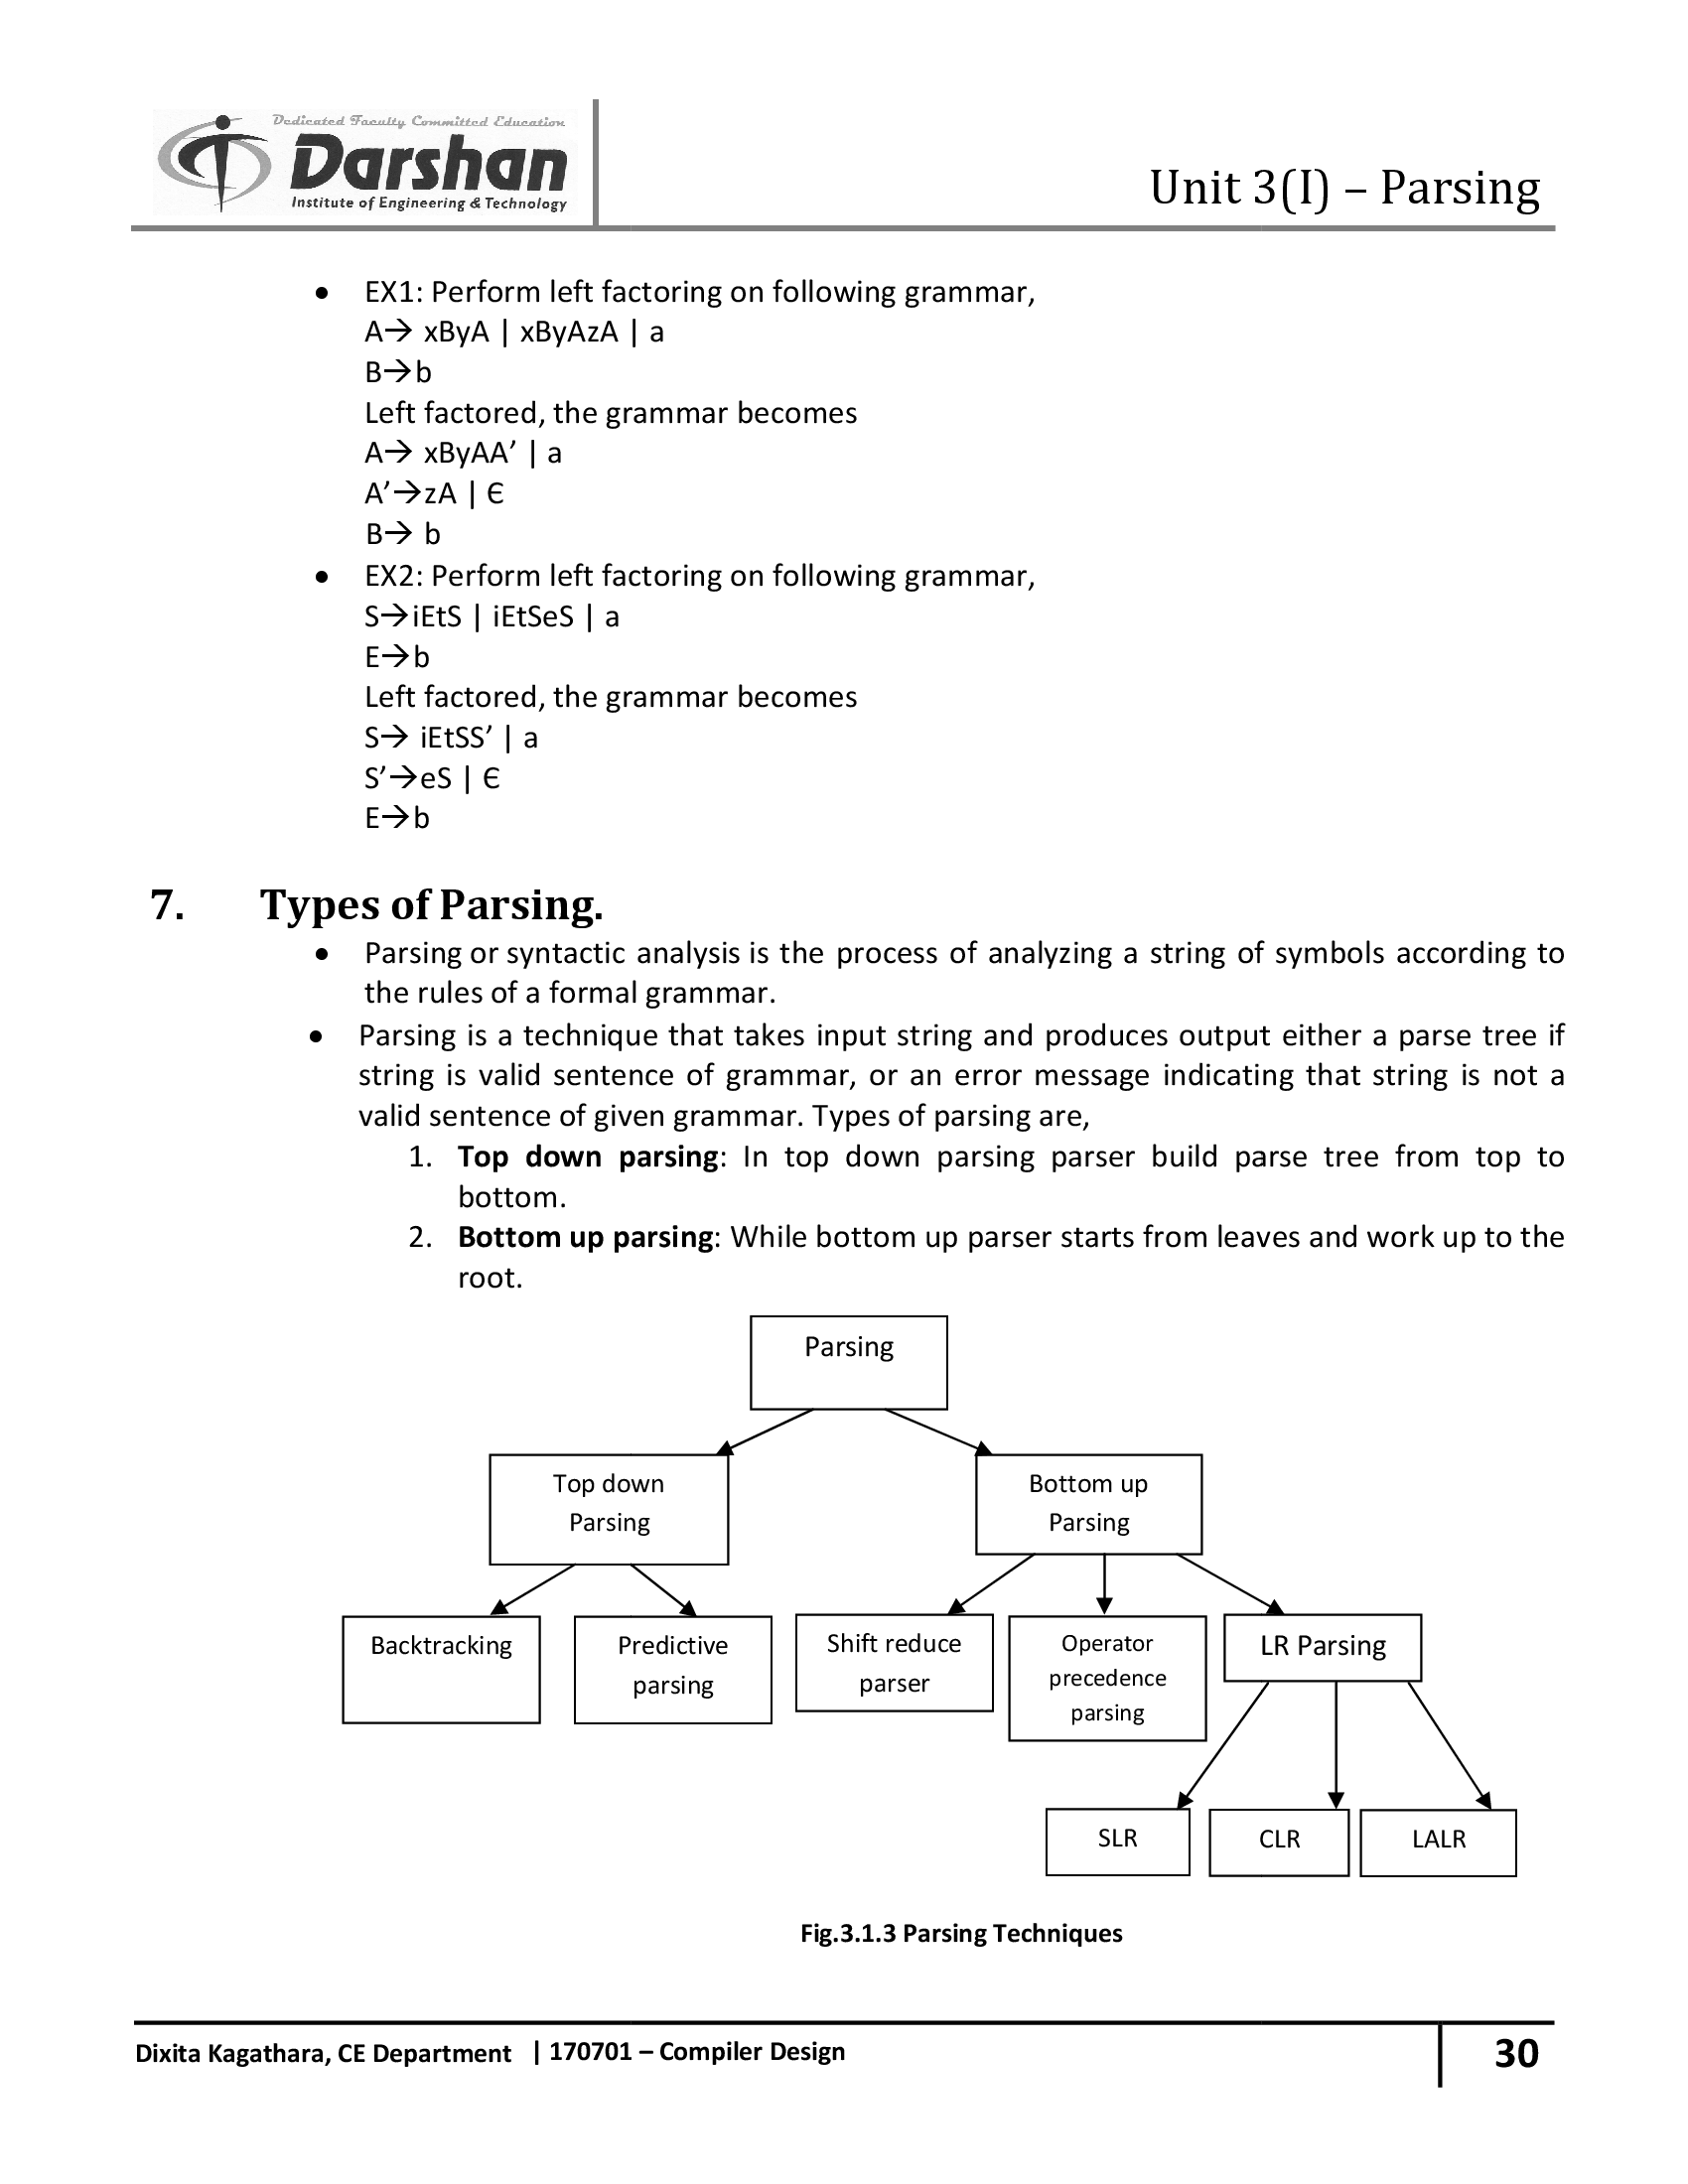 Dedicated Faculty Committed Education
Darshan
Institute of Engineering & Technology
Unit 3(I) – Parsing
• EX1: Perform left factoring on following grammar,
A→ xByA | xByAzA | a
B→b
Left factored, the grammar becomes
A→ xByAA’ | a
A’→zA | Є
B→ b
• EX2: Perform left factoring on following grammar,
S→iEtS | iEtSeS | a
E→b
Left factored, the grammar becomes
S→ iEtSS’ | a
S’→eS | Є
E→b
7. Types of Parsing.
• Parsing or syntactic analysis is the process of analyzing a string of symbols according to
the rules of a formal grammar.
• Parsing is a technique that takes input string and produces output either a parse tree if
string is valid sentence of grammar, or an error message indicating that string is not a
valid sentence of given grammar. Types of parsing are,
1. Top down parsing: In top down parsing parser build parse tree from top to
bottom.
2. Bottom up parsing: While bottom up parser starts from leaves and work up to the
root.
Parsing
Top down
Parsing
Bottom up
Parsing
Backtracking
Predictive
parsing
Shift reduce
parser
Operator
precedence
parsing
LR Parsing
SLR
CLR
LALR
Fig.3.1.3 Parsing Techniques
Dixita Kagathara, CE Department | 170701 – Compiler Design
30